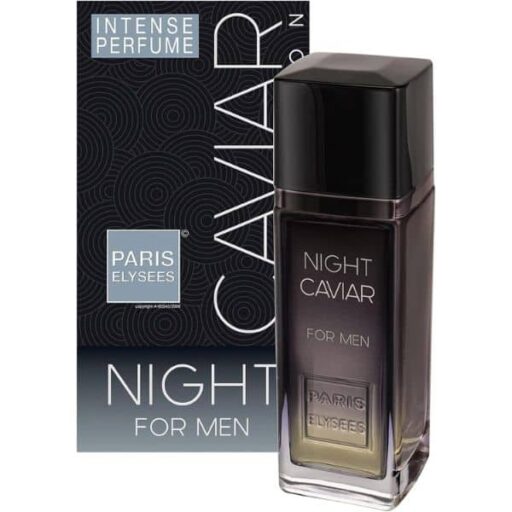 INTENSE
PERFUME
CAVIAR
PARIS
ELYSEES
©
NIGHT
FOR MEN
NIGHT
CAVIAR
FOR MEN
PARIS
ELYSEES